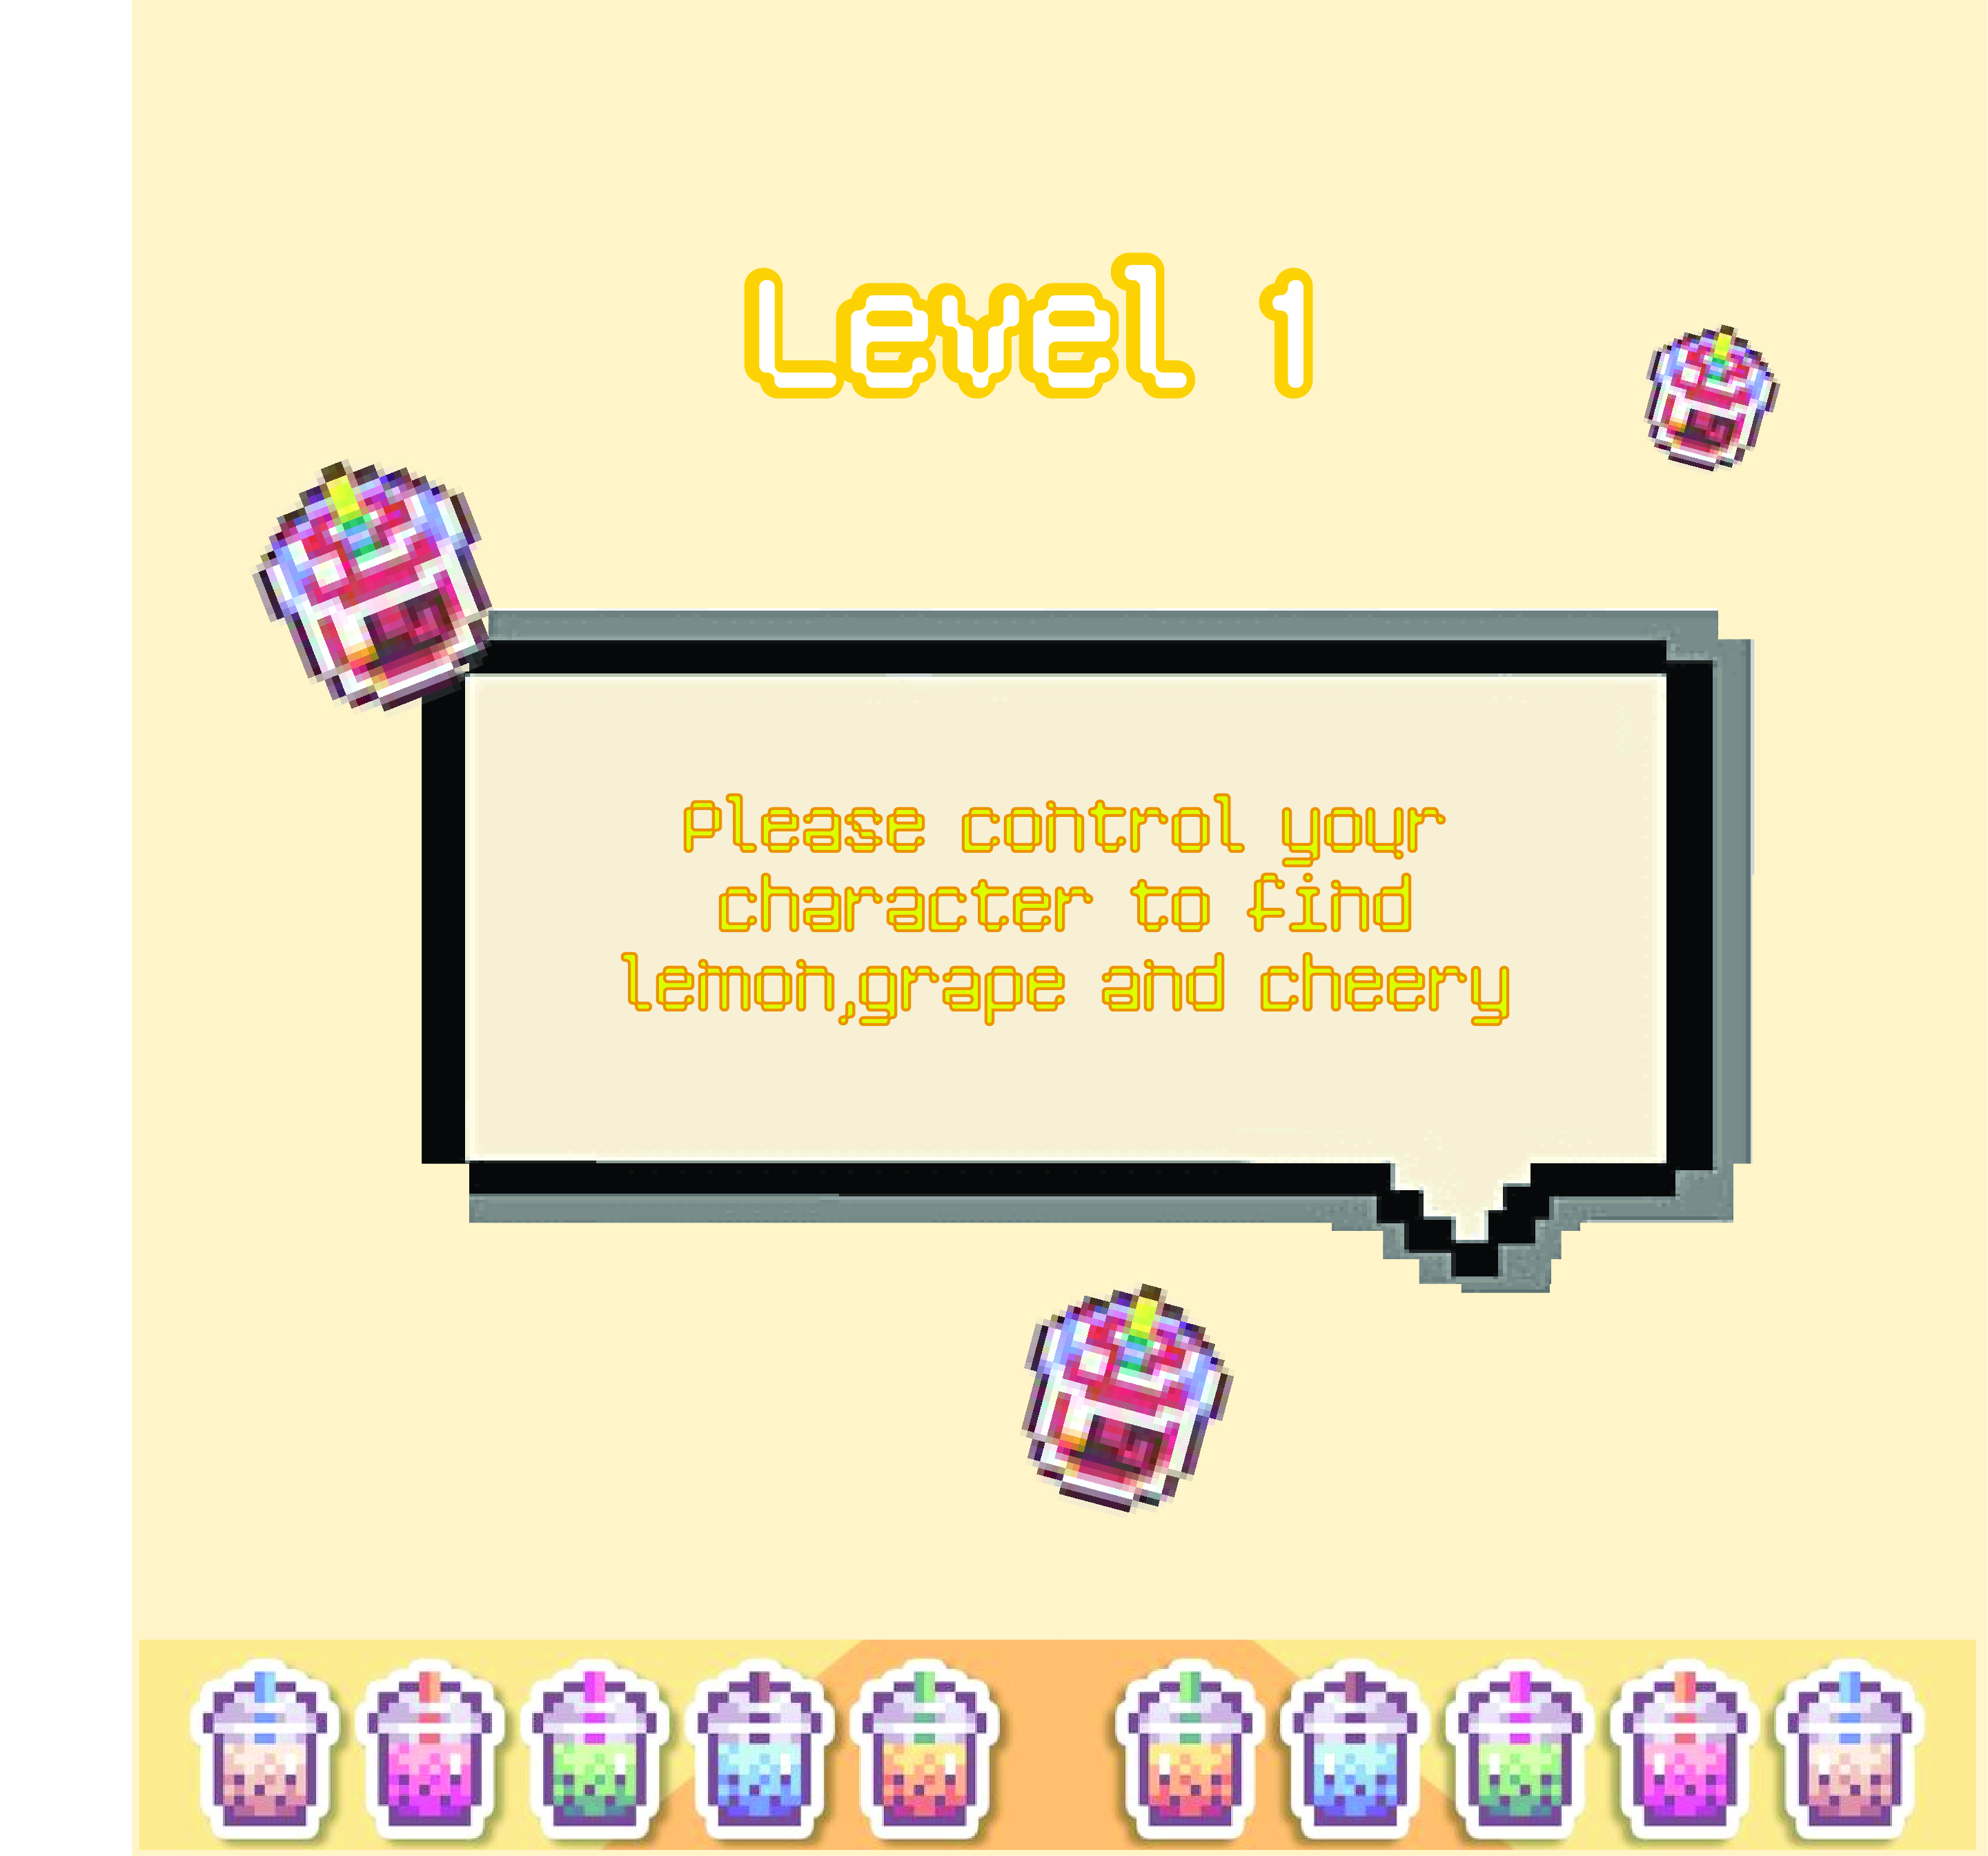 Level 1
Please control your
character to find
lemon,grape and cheery